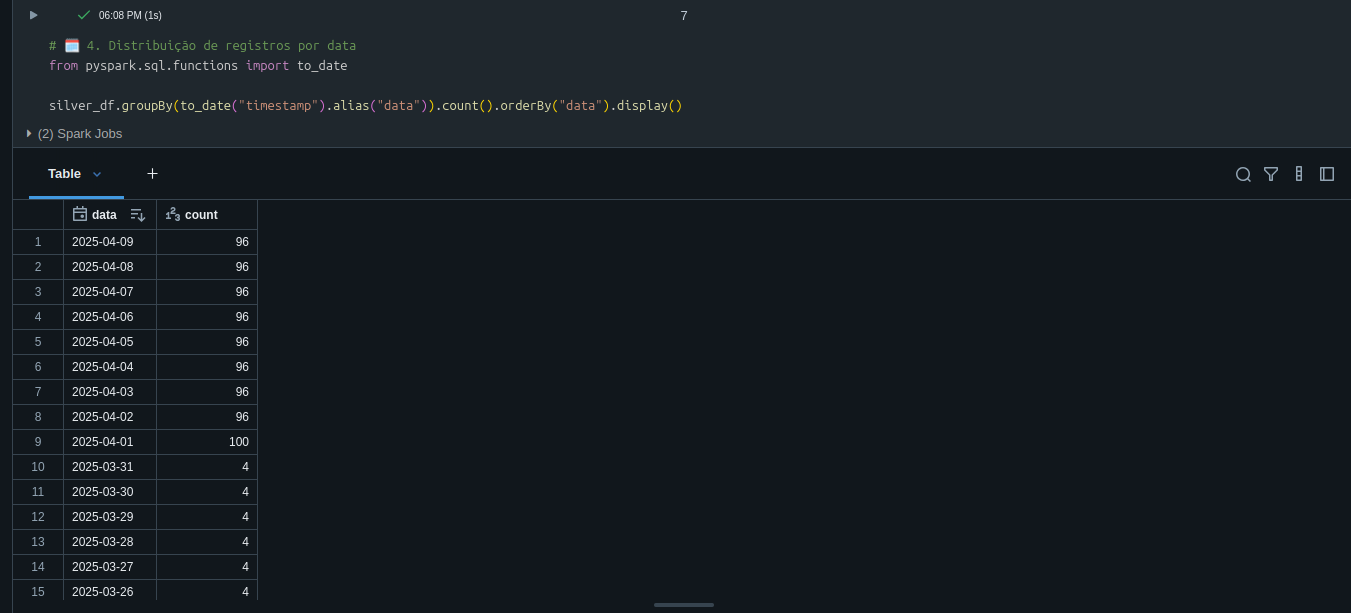 06:08 PM (1s)
7
# 🗓️ 4. Distribuição de registros por data
from pyspark.sql.functions import to_date
silver_df.groupBy(to_date("timestamp").alias("data")).count().orderBy("data").display()
(2) Spark Jobs
Table +
data 123 count
1 2025-04-09 96
2 2025-04-08 96
3 2025-04-07 96
4 2025-04-06 96
5 2025-04-05 96
6 2025-04-04 96
7 2025-04-03 96
8 2025-04-02 96
9 2025-04-01 100
10 2025-03-31 4
11 2025-03-30 4
12 2025-03-29 4
13 2025-03-28 4
14 2025-03-27 4
15 2025-03-26 4